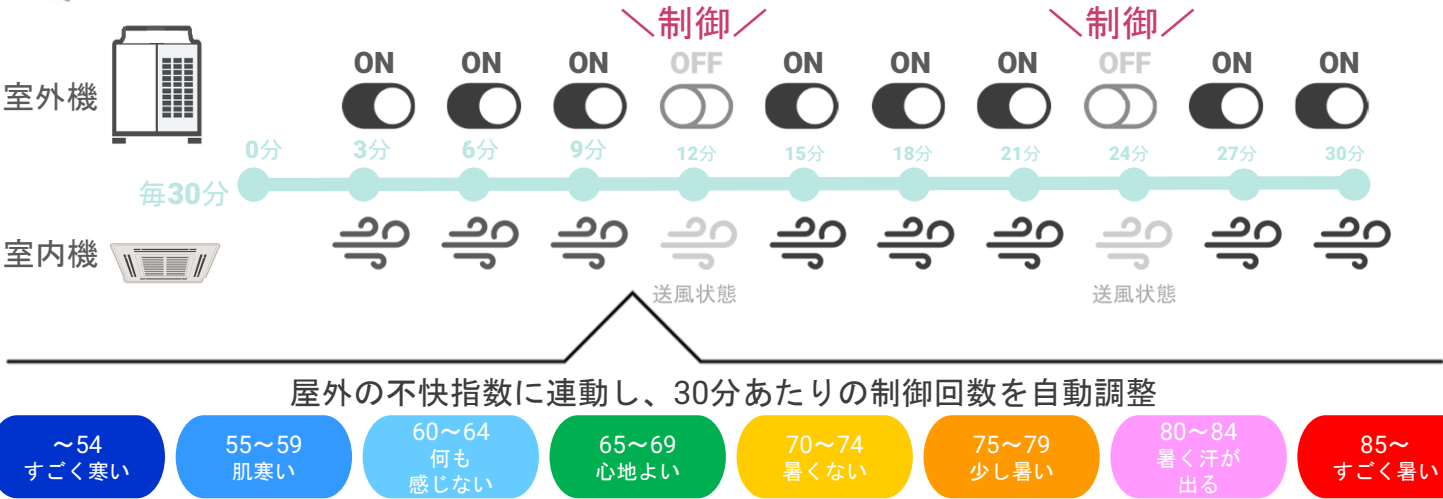 ＼制御／ ＼制御／
ON ON ON OFF ON ON ON OFF ON ON
室外機
0分 3分 6分 9分 12分 15分 18分 21分 24分 27分 30分
毎30分
室内機
送風状態 送風状態
屋外の不快指数に連動し、30分あたりの制御回数を自動調整
～54
すごく寒い
55～59
肌寒い
60～64
何も
感じない
65～69
心地よい
70～74
暑くない
75～79
少し暑い
80～84
暑く汗が
出る
85～
すごく暑い